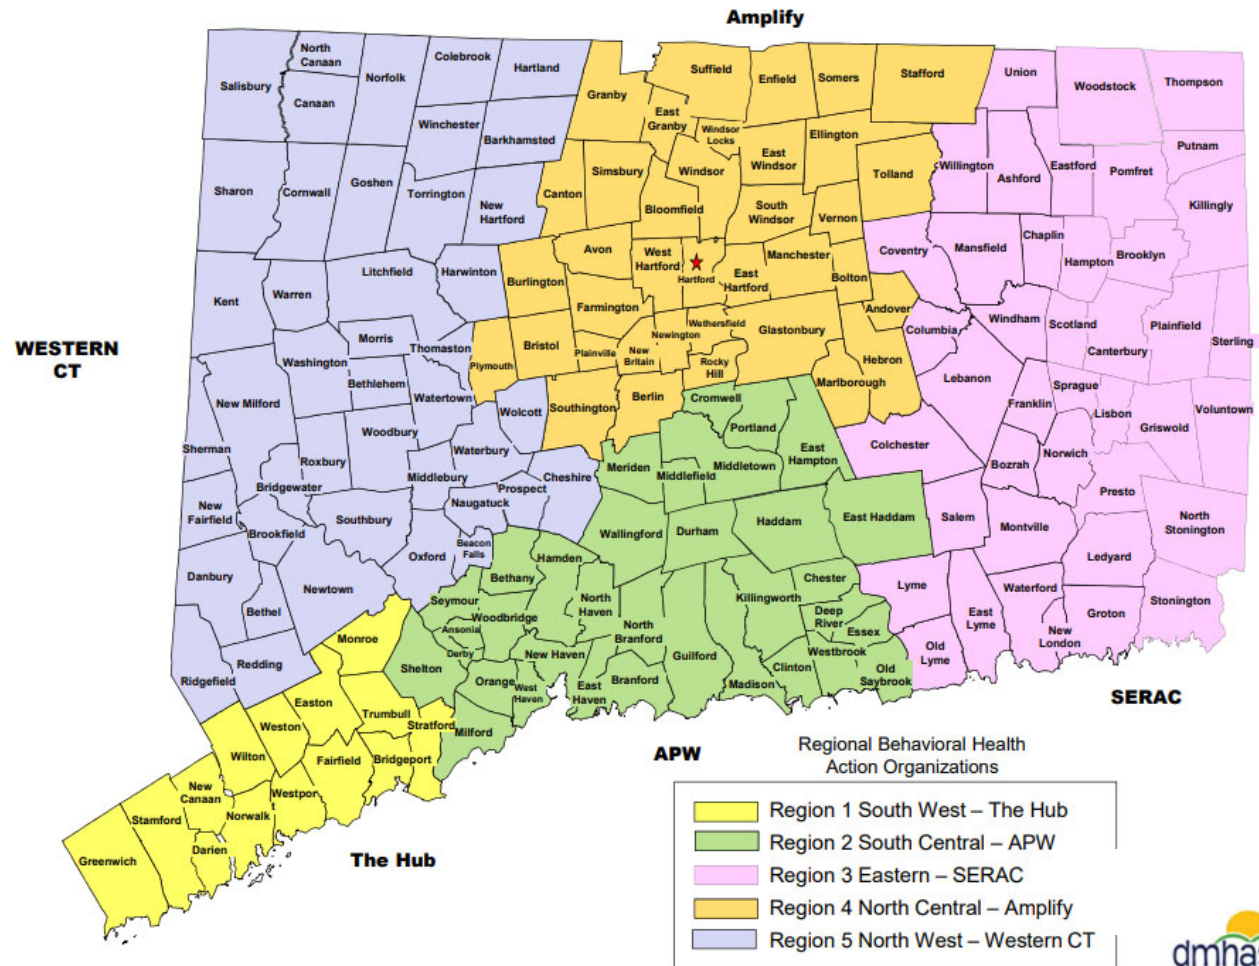 Amplify
North
Canaan
Colebrook
Hartland
Salisbury
Norfolk
Canaan
Granby
Suffield
Enfield
Somers
Stafford
Union
Woodstock
Thompson
East
Granby
Winchester
Barkhamsted
Windsor
Locks
Ellington
Putnam
Sharon
Cornwall
Goshen
Torrington
New
Hartford
Canton
Simsbury
Windsor
East
Windsor
Tolland
Willington
Ashford
Eastford
Pomfret
Killingly
Bloomfield
South
Windsor
Vernon
Litchfield
Harwinton
Avon
West
Hartford
Hartford
East
Hartford
Manchester
Bolton
Coventry
Mansfield
Chaplin
Hampton
Brooklyn
Kent
Warren
Burlington
Farmington
Andover
WESTERN
CT
Morris
Washington
Thomaston
Bethlehem
Plymouth
Bristol
Plainville
New
Britain
Newington
Wethersfield
Rocky
Hill
Glastonbury
Hebron
Marlborough
Columbia
Windham
Scotland
Canterbury
Plainfield
Sterling
New Milford
Watertown
Wolcott
Southington
Berlin
Cromwell
Portland
Lebanon
Franklin
Sprague
Lisbon
Griswold
Voluntown
Sherman
Woodbury
Waterbury
Roxbury
Bridgewater
Middlebury
Naugatuck
Prospect
Cheshire
Meriden
Middlefield
Middletown
East
Hampton
Colchester
Bozrah
Norwich
Presto
North
Stonington
New
Fairfield
Brookfield
Southbury
Oxford
Beacon
Falls
Wallingford
Durham
Haddam
East Haddam
Salem
Montville
Ledyard
Danbury
Bethel
Newtown
Hamden
Bethany
Seymour
Woodbridge
Ansonia
Derby
North
Haven
North
Branford
Killingworth
Chester
Deep
River
Essex
Westbrook
Lyme
East
Lyme
Waterford
New
London
Groton
Stonington
Redding
Ridgefield
Monroe
Shelton
Orange
New Haven
West
Haven
East
Haven
Branford
Guilford
Madison
Clinton
Old
Saybrook
Old
Lyme
Easton
Weston
Wilton
Trumbull
Stratford
Milford
Fairfield
Bridgeport
New
Canaan
Stamford
Norwalk
Westpor
Darien
Greenwich
The Hub
APW
SERAC
Regional Behavioral Health
Action Organizations
Region 1 South West – The Hub
Region 2 South Central – APW
Region 3 Eastern – SERAC
Region 4 North Central – Amplify
Region 5 North West – Western CT
dmha